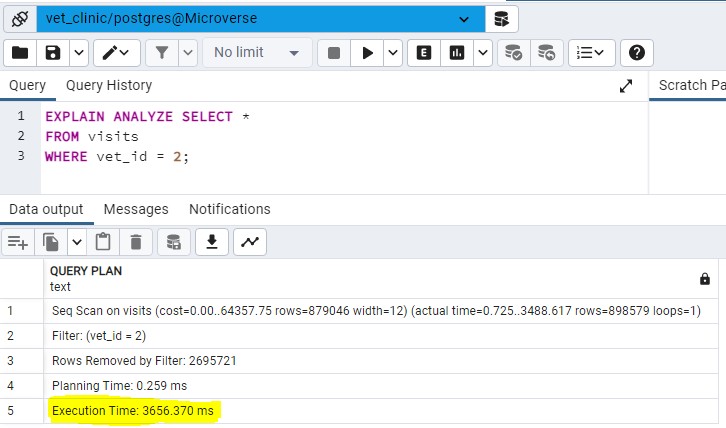 vet_clinic/postgres@Microverse
No limit
Query Query History Scratch Pa
1 EXPLAIN ANALYZE SELECT *
2 FROM visits
3 WHERE vet_id = 2;
Data output Messages Notifications
QUERY PLAN
text
1 Seq Scan on visits (cost=0.00..64357.75 rows=879046 width=12) (actual time=0.725..3488.617 rows=898579 loops=1)
2 Filter: (vet_id = 2)
3 Rows Removed by Filter: 2695721
4 Planning Time: 0.259 ms
5 Execution Time: 3656.370 ms